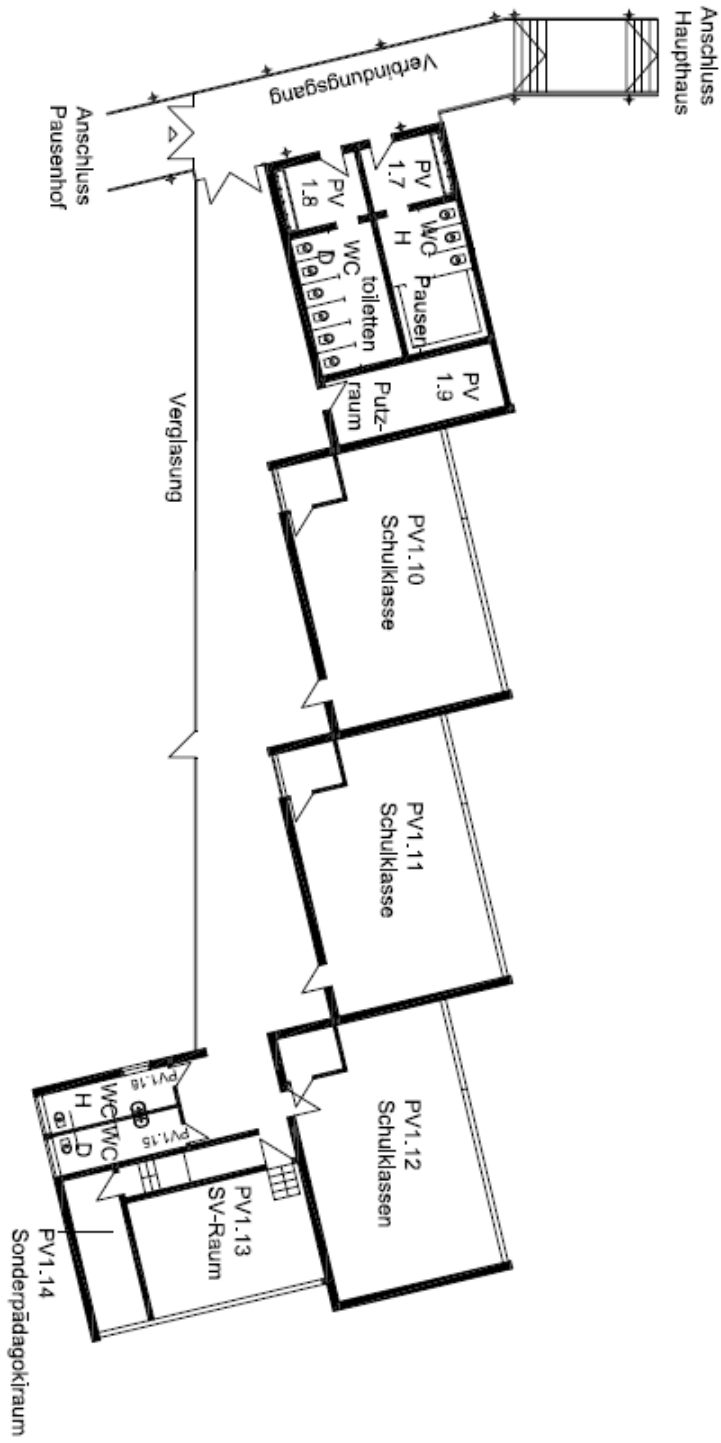 Anschluss
Haupthaus
Verbindungsgang
Anschluss
Pausenhof
PV
1.7
PV
1.8
WC
H
WC
D
Pausen-
toiletten
PV
1.9
Putz-
raum
Verglasung
PV1.10
Schulklasse
PV1.11
Schulklasse
PV1.12
Schulklassen
PV1.16
PV1.15
WC
H
WC
D
PV1.13
SV-Raum
PV1.14
Sonderpädagokiraum